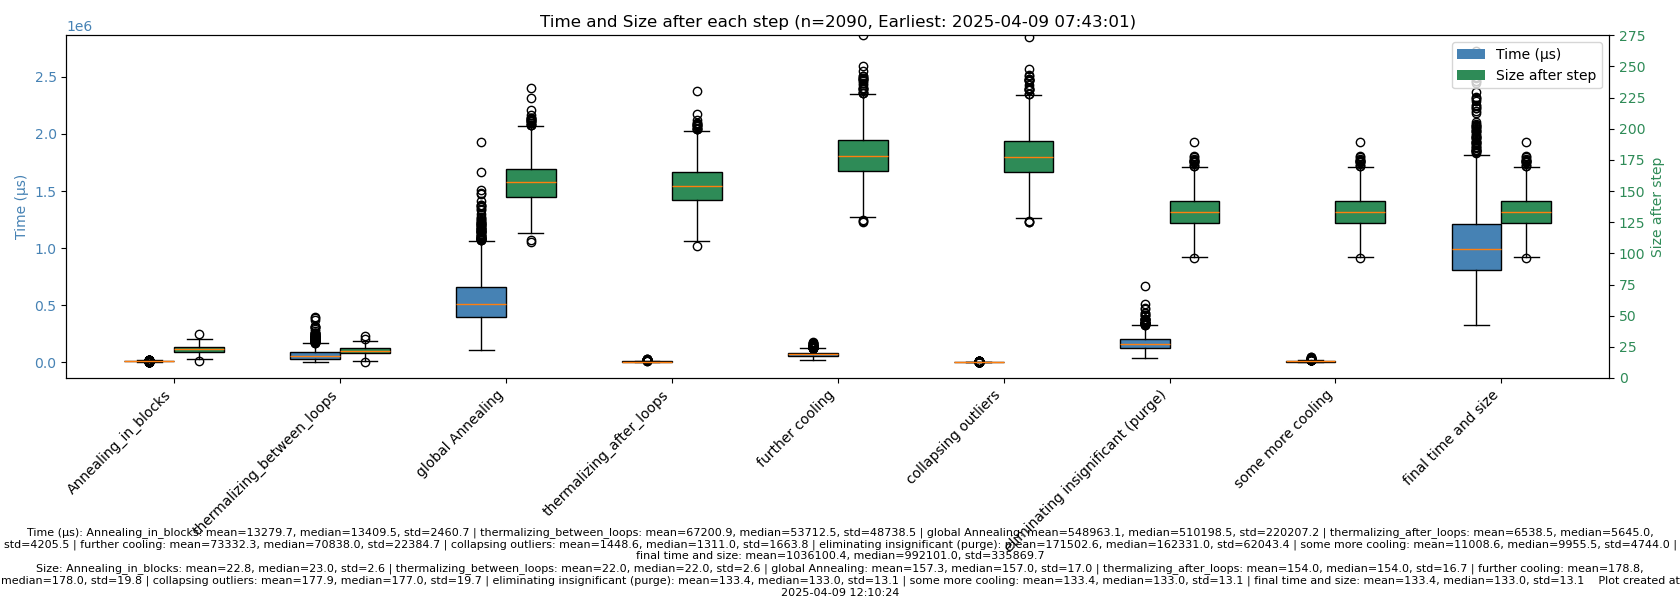 Time and Size after each step (n=2090, Earliest: 2025-04-09 07:43:01)
1e6
2.5
2.0
1.5
1.0
0.5
0.0
Time (µs)
Time (µs)
Size after step
275
250
225
200
175
150
125
100
75
50
25
0
Size after step
Annealing_in_blocks
thermalizing_between_loops
global Annealing
thermalizing_after_loops
further cooling
collapsing outliers
eliminating insignificant (purge)
some more cooling
final time and size
Time (µs): Annealing_in_blocks: mean=13279.7, median=13409.5, std=2460.7 | thermalizing_between_loops: mean=67200.9, median=53712.5, std=48738.5 | global Annealing: mean=548963.1, median=510198.5, std=220207.2 | thermalizing_after_loops: mean=6538.5, median=5645.0,
std=4205.5 | further cooling: mean=73332.3, median=70838.0, std=22384.7 | collapsing outliers: mean=1448.6, median=1311.0, std=1663.8 | eliminating insignificant (purge): mean=171502.6, median=162331.0, std=62043.4 | some more cooling: mean=11008.6, median=9955.5, std=4744.0 |
final time and size: mean=1036100.4, median=992101.0, std=335869.7
Size: Annealing_in_blocks: mean=22.8, median=23.0, std=2.6 | thermalizing_between_loops: mean=22.0, median=22.0, std=2.6 | global Annealing: mean=157.3, median=157.0, std=17.0 | thermalizing_after_loops: mean=154.0, median=154.0, std=16.7 | further cooling: mean=178.8,
median=178.0, std=19.8 | collapsing outliers: mean=177.9, median=177.0, std=19.7 | eliminating insignificant (purge): mean=133.4, median=133.0, std=13.1 | some more cooling: mean=133.4, median=133.0, std=13.1 | final time and size: mean=133.4, median=133.0, std=13.1 Plot created at
2025-04-09 12:10:24